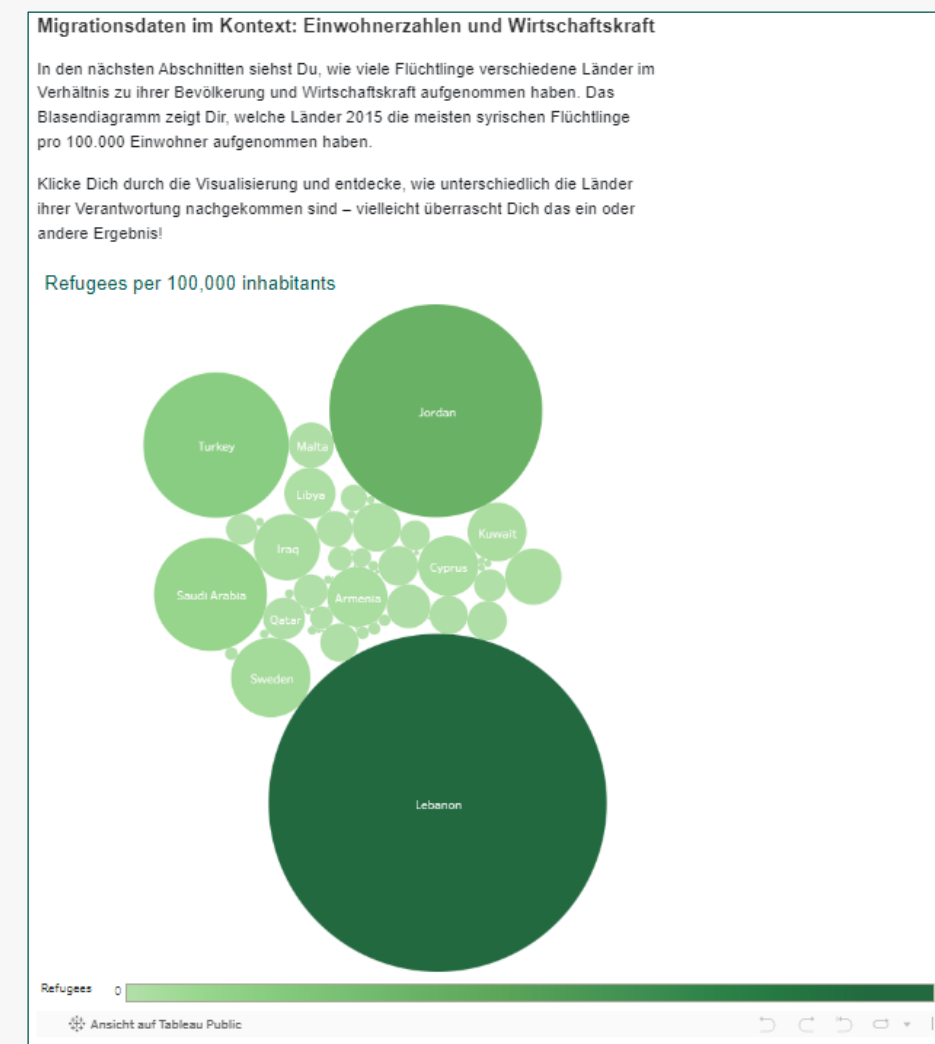 Migrationsdaten im Kontext: Einwohnerzahlen und Wirtschaftskraft
In den nächsten Abschnitten siehst Du, wie viele Flüchtlinge verschiedene Länder im
Verhältnis zu ihrer Bevölkerung und Wirtschaftskraft aufgenommen haben. Das
Blasendiagramm zeigt Dir, welche Länder 2015 die meisten syrischen Flüchtlinge
pro 100.000 Einwohner aufgenommen haben.
Klicke Dich durch die Visualisierung und entdecke, wie unterschiedlich die Länder
ihrer Verantwortung nachgekommen sind – vielleicht überrascht Dich das ein oder
andere Ergebnis!
Refugees per 100,000 inhabitants
Jordan
Turkey
Malta
Libya
Kuwait
Iraq
Cyprus
Saudi Arabia
Armenia
Qatar
Sweden
Lebanon
Refugees 0
Ansicht auf Tableau Public